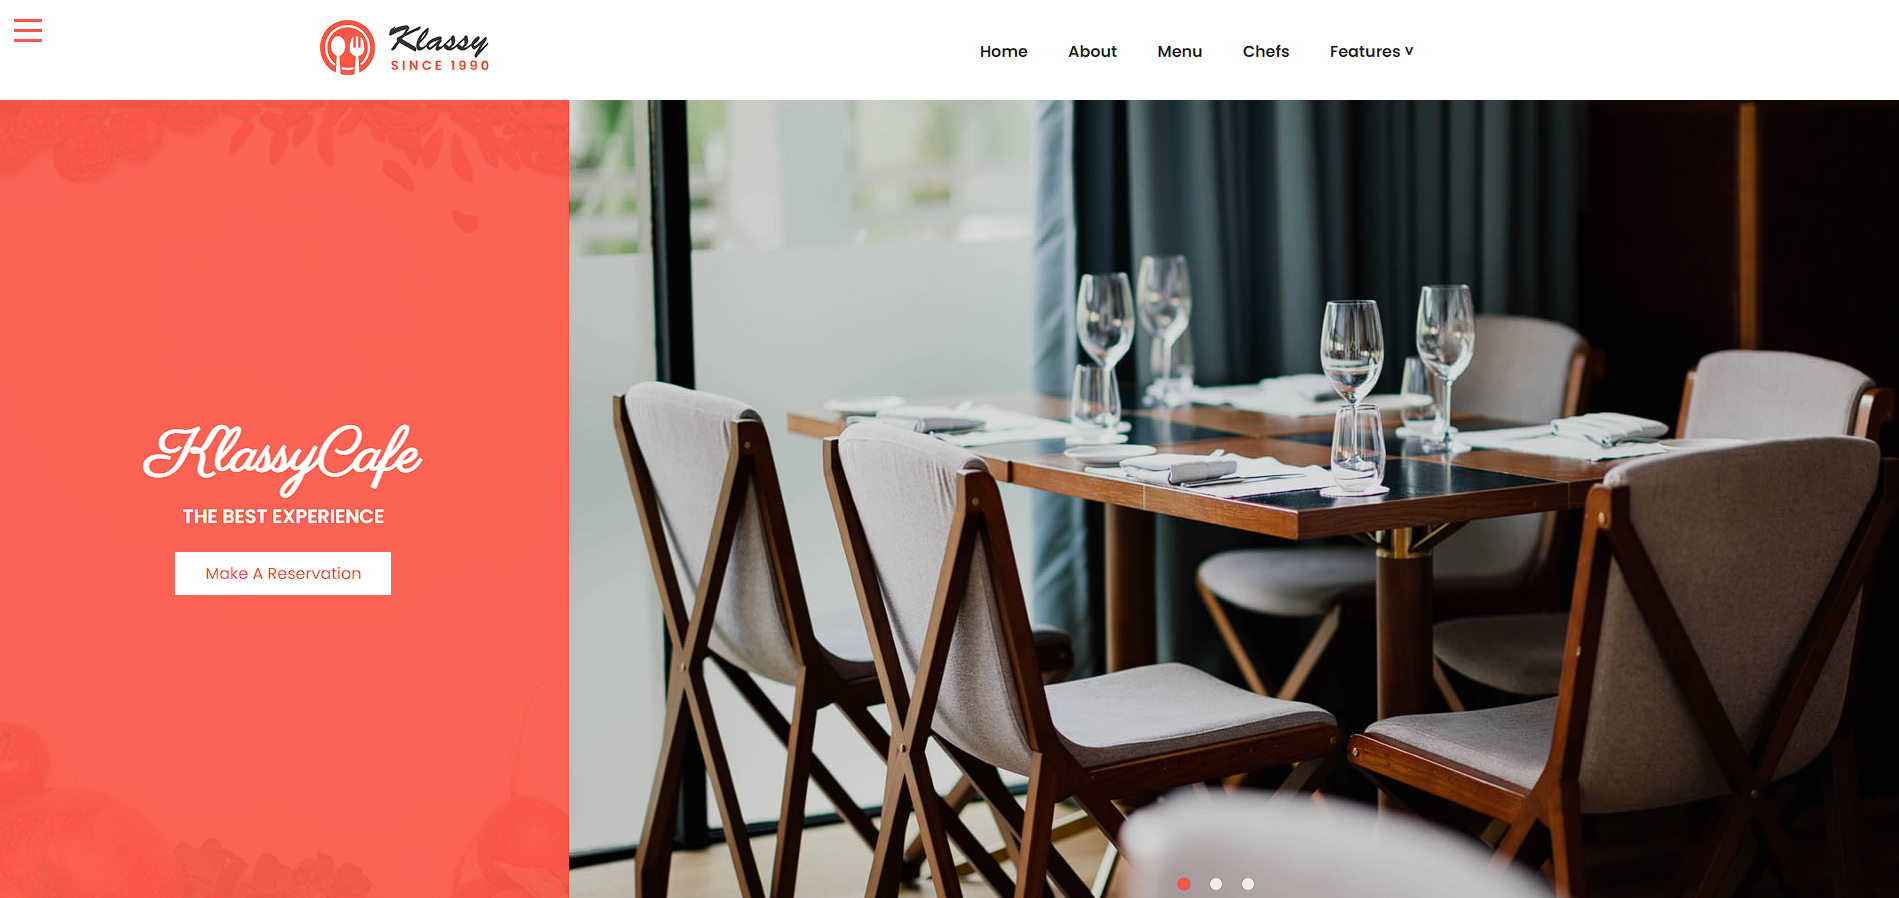 Klassy
SINCE 1990
Home About Menu Chefs Features v
KlassyCafe
THE BEST EXPERIENCE
Make A Reservation